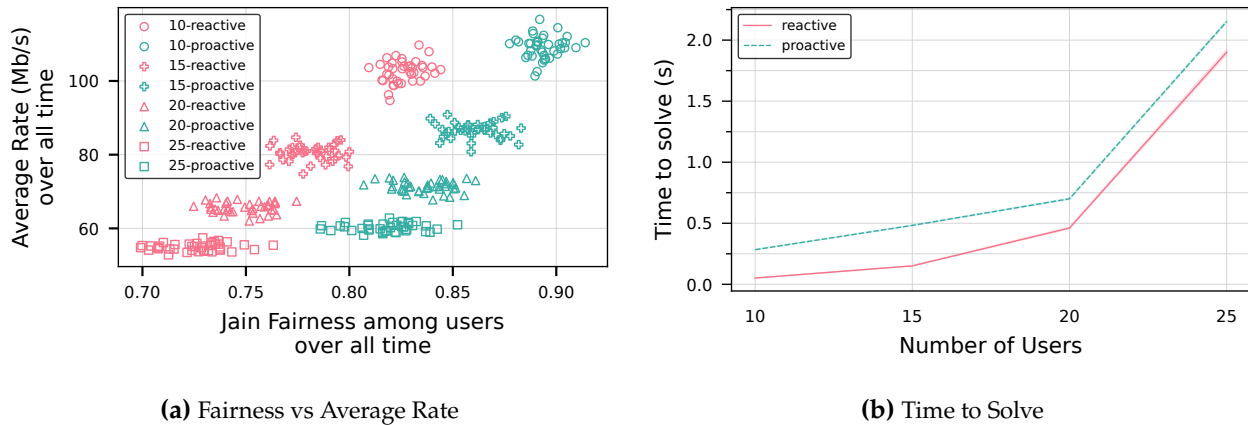 Average Rate (Mb/s)
over all time
100
80
60
10-reactive
10-proactive
15-reactive
15-proactive
20-reactive
20-proactive
25-reactive
25-proactive
0.70 0.75 0.80 0.85 0.90
Jain Fairness among users
over all time
(a) Fairness vs Average Rate
Time to solve (s)
2.0
1.5
1.0
0.5
0.0
reactive
proactive
10 15 20 25
Number of Users
(b) Time to Solve